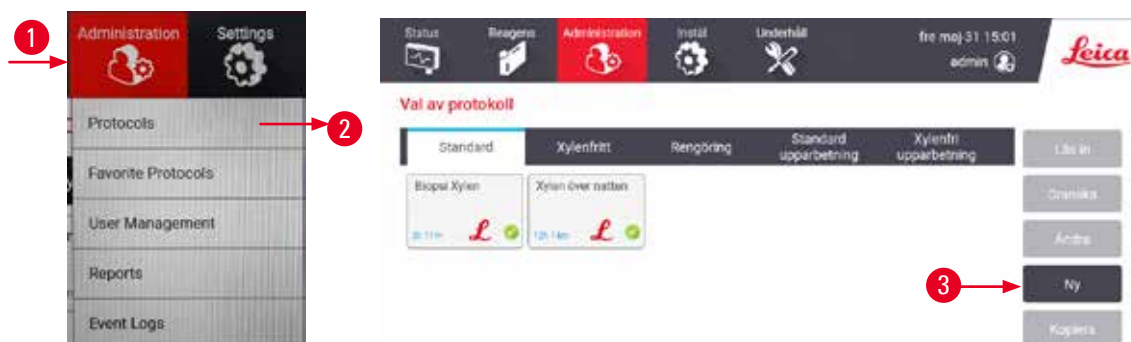 1
Administration
Settings
Protocols
2
Favorite Protocols
User Management
Reports
Event Logs
Status
Reagens
Administration
Inställ
Underhåll
fre maj-31 15:01
admin
Leica
Val av protokoll
Standard
Xylenfritt
Rengöring
Standard
upparbetning
Xylenfri
upparbetning
Biopsi Xylen
Xylen över natten
12h 14m
Läs in
Granska
Ändra
3
Ny
Kopiera